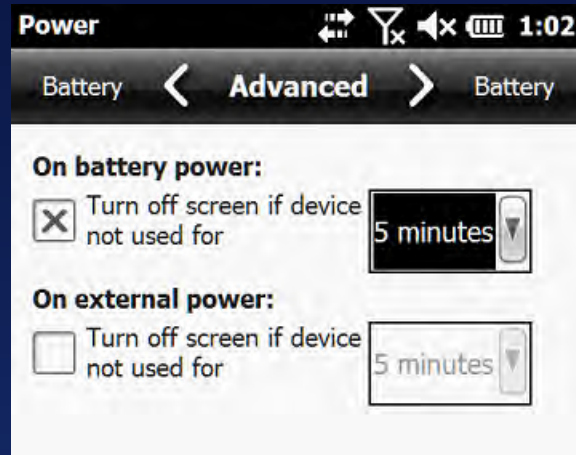 Power 1:02
Battery Advanced Battery
On battery power:
Turn off screen if device
not used for
5 minutes
On external power:
Turn off screen if device
not used for
5 minutes